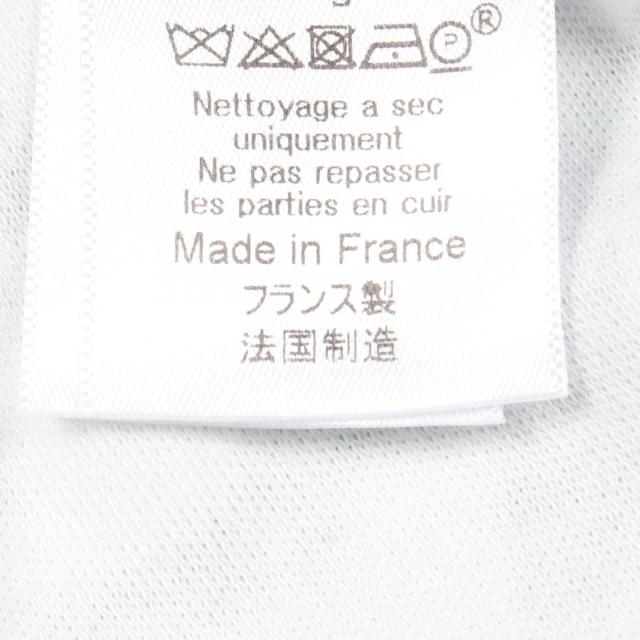 ®
P
Nettoyage a sec
uniquement
Ne pas repasser
les parties en cuir
Made in France
フランス製
法国制造